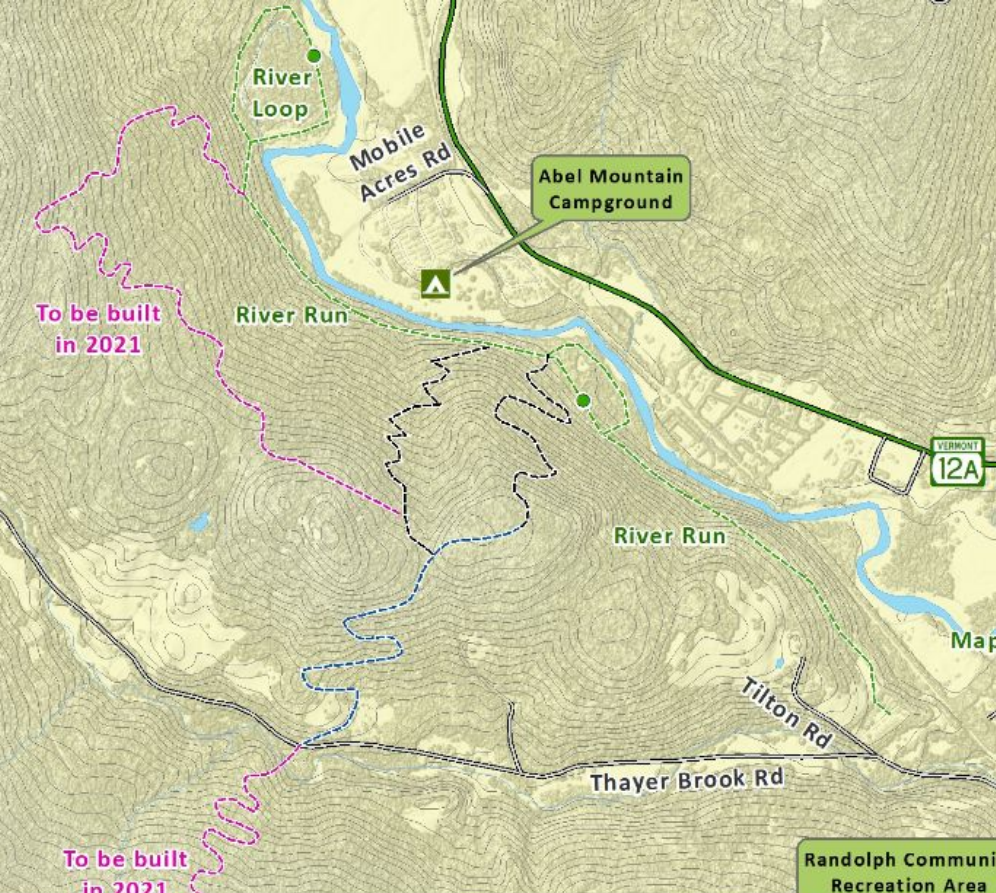 River
Loop
Mobile
Acres Rd
Abel Mountain
Campground
To be built
in 2021
River Run
VERMONT
12A
River Run
Map
Tilton Rd
Thayer Brook Rd
To be built
in 2021
Randolph Communi
Recreation Area